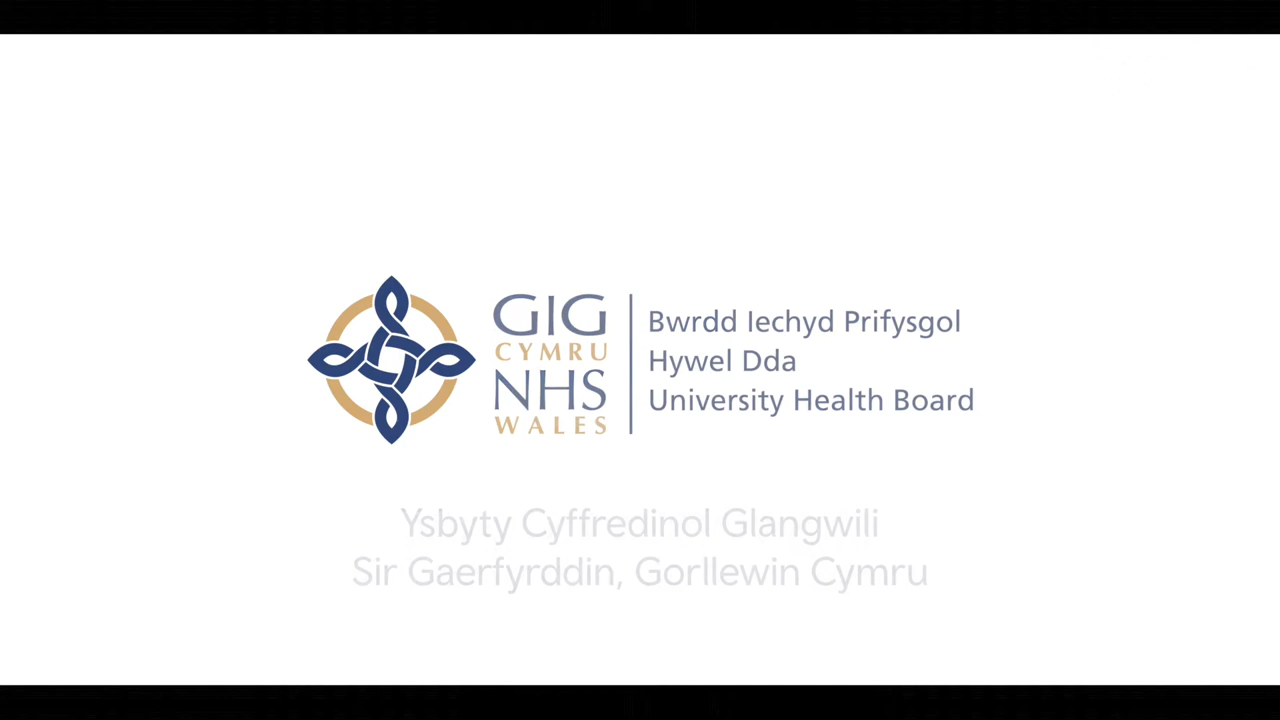 GIG
CYMRU
NHS
WALES
Bwrdd Iechyd Prifysgol
Hywel Dda
University Health Board
Ysbyty Cyffredinol Glangwili
Sir Gaerfyrddin, Gorllewin Cymru